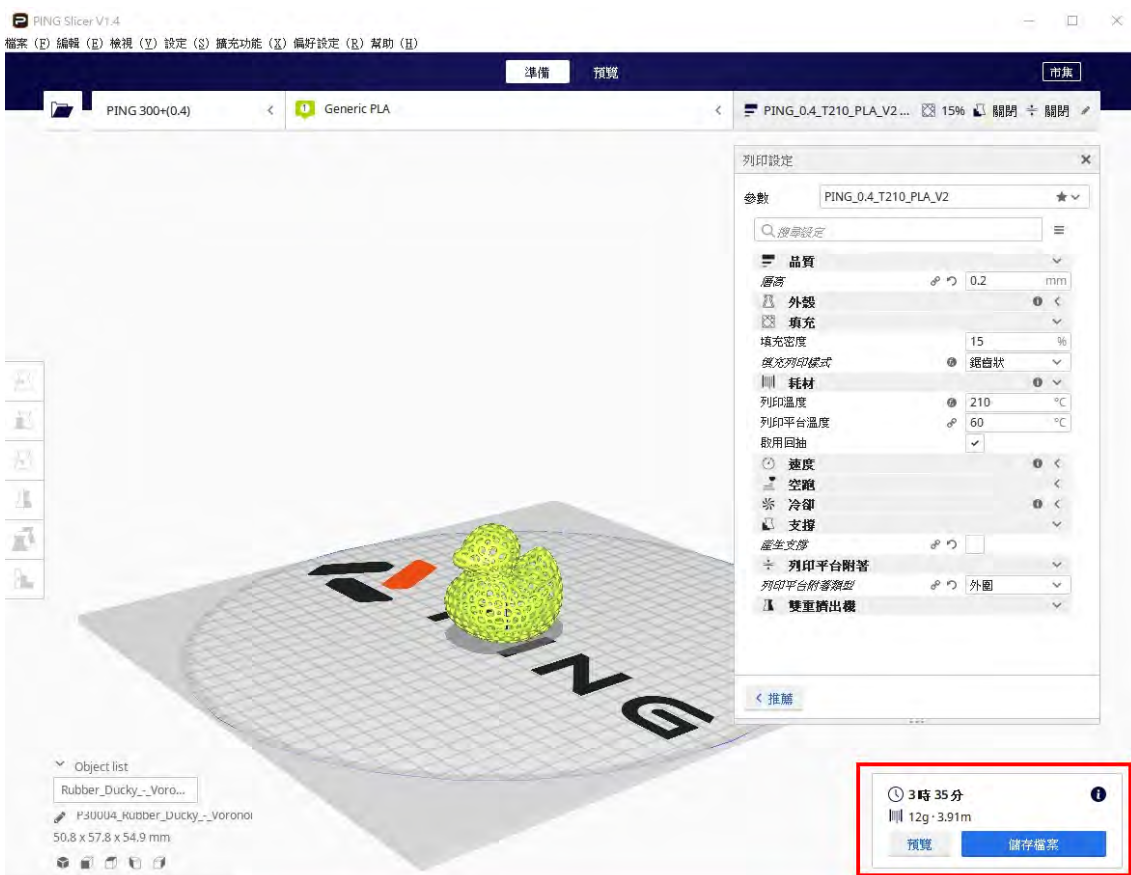 PING Slicer V1.4
檔案 (F) 編輯 (E) 檢視 (V) 設定 (S) 擴充功能 (X) 偏好設定 (R) 幫助 (H)
準備 預覽 市集
PING 300+(0.4) Generic PLA PING_0.4_T210_PLA_V2 ... 15% 關閉 關閉
列印設定
參數 PING_0.4_T210_PLA_V2
搜尋設定
品質
層高 0.2 mm
外殼
填充
填充密度 15 %
填充列印樣式 鋸齒狀
耗材
列印溫度 210 °C
列印平台溫度 60 °C
啟用回抽
速度
空跑
冷卻
支撐
產生支撐
列印平台附著
列印平台附著類型 外圍
雙重擠出機
推薦
PING
Object list
Rubber_Ducky_-_Voro...
P30004_Rubber_Ducky_-_Voronoi
50.8 x 57.8 x 54.9 mm
3 時 35 分
12g · 3.91m
預覽 儲存檔案